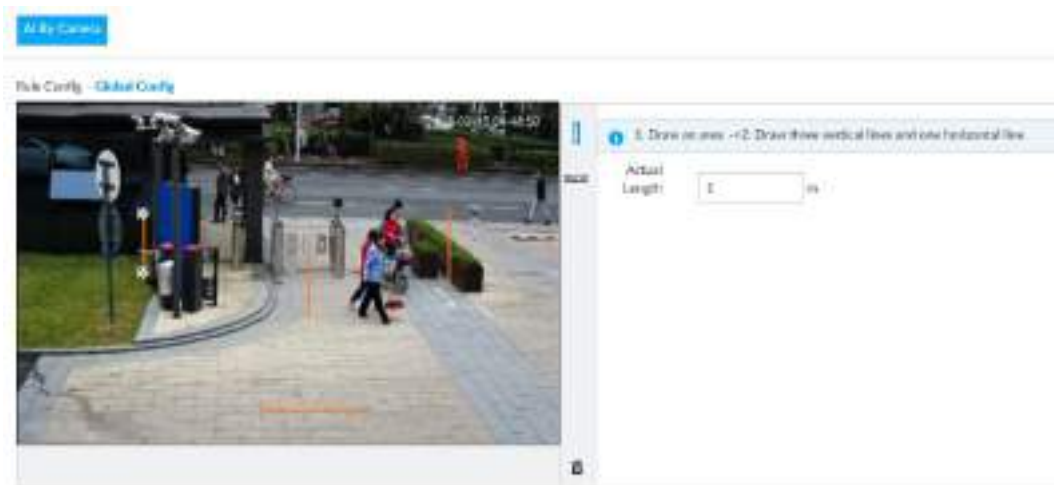 AI By Camera
Rule Config Global Config
1. Draw an area. ->2. Draw three vertical lines and one horizontal line
Actual
Length
m